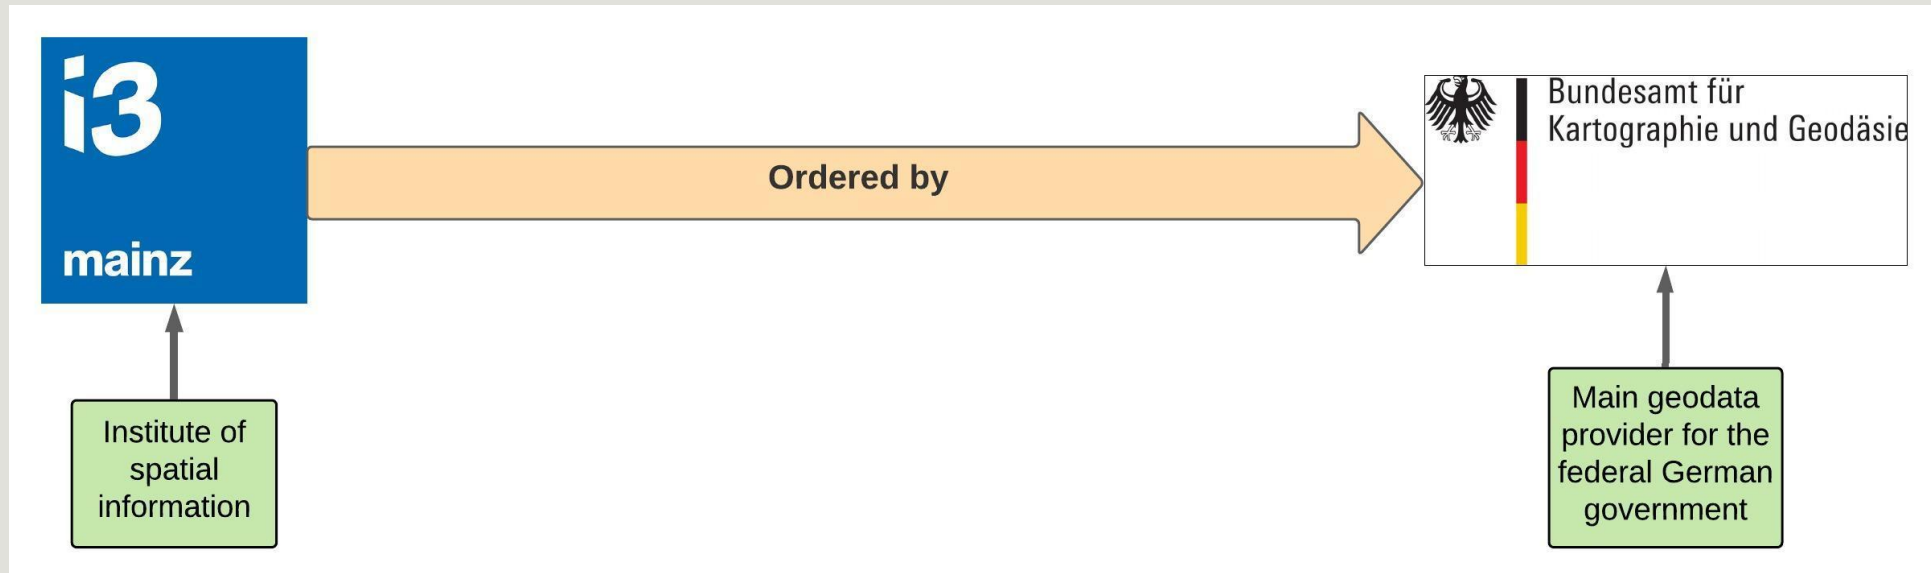 i3
mainz
Ordered by
Bundesamt für
Kartographie und Geodäsie
Institute of
spatial
information
Main geodata
provider for the
federal German
government